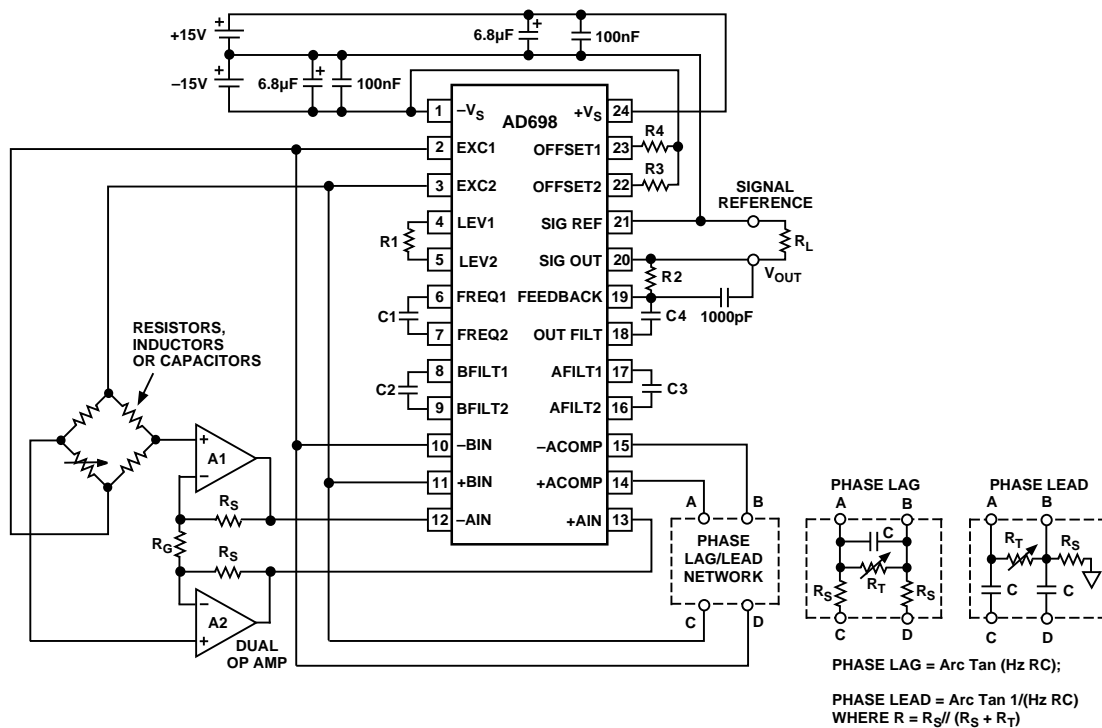 +15V
–15V
+
+
6.8µF
+
100nF
6.8µF
+
100nF
AD698
1
–VS
2
EXC1
3
EXC2
4
LEV1
5
LEV2
6
FREQ1
7
FREQ2
8
BFILT1
9
BFILT2
10
–BIN
11
+BIN
12
–AIN
+VS
24
OFFSET1
23
OFFSET2
22
SIG REF
21
SIG OUT
20
FEEDBACK
19
OUT FILT
18
AFILT1
17
AFILT2
16
–ACOMP
15
+ACOMP
14
+AIN
13
R1
C1
C2
R4
R3
R2
C4
C3
1000pF
SIGNAL
REFERENCE
RL
VOUT
RESISTORS,
INDUCTORS
OR CAPACITORS
+
A1
–
RS
RG
RS
–
A2
+
DUAL
OP AMP
A
B
PHASE
LAG/LEAD
NETWORK
C
D
PHASE LAG
A
B
C
RT
RS
RS
C
D
PHASE LEAD
A
B
RT
RS
C
C
C
D
PHASE LAG = Arc Tan (Hz RC);
PHASE LEAD = Arc Tan 1/(Hz RC)
WHERE R = RS// (RS + RT)